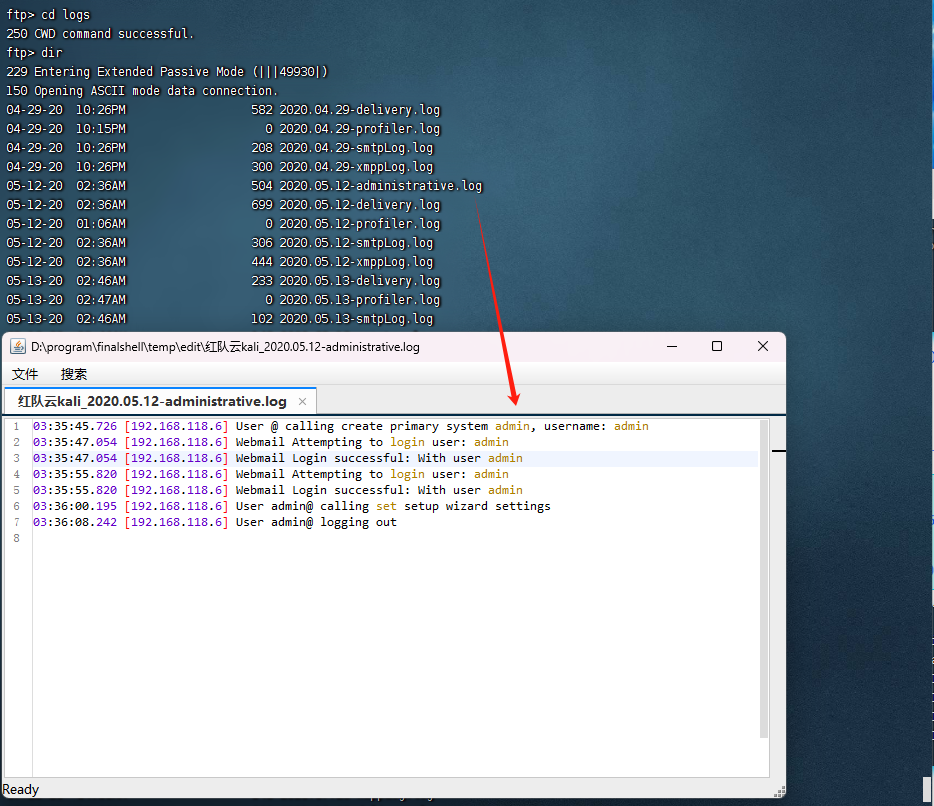 ftp> cd logs
250 CWD command successful.
ftp> dir
229 Entering Extended Passive Mode (|||49930|)
150 Opening ASCII mode data connection.
04-29-20  10:26PM                  582 2020.04.29-delivery.log
04-29-20  10:15PM                    0 2020.04.29-profiler.log
04-29-20  10:26PM                  208 2020.04.29-smtpLog.log
04-29-20  10:26PM                  300 2020.04.29-xmppLog.log
05-12-20  02:36AM                  504 2020.05.12-administrative.log
05-12-20  02:36AM                  699 2020.05.12-delivery.log
05-12-20  01:06AM                    0 2020.05.12-profiler.log
05-12-20  02:36AM                  306 2020.05.12-smtpLog.log
05-12-20  02:36AM                  444 2020.05.12-xmppLog.log
05-13-20  02:46AM                  233 2020.05.13-delivery.log
05-13-20  02:47AM                    0 2020.05.13-profiler.log
05-13-20  02:46AM                  102 2020.05.13-smtpLog.log
D:\program\finalshell\temp\edit\红队云kali_2020.05.12-administrative.log
文件 搜索
红队云kali_2020.05.12-administrative.log ×
1 03:35:45.726 [192.168.118.6] User @ calling create primary system admin, username: admin
2 03:35:47.054 [192.168.118.6] Webmail Attempting to login user: admin
3 03:35:47.054 [192.168.118.6] Webmail Login successful: With user admin
4 03:35:55.820 [192.168.118.6] Webmail Attempting to login user: admin
5 03:35:55.820 [192.168.118.6] Webmail Login successful: With user admin
6 03:36:00.195 [192.168.118.6] User admin@ calling set setup wizard settings
7 03:36:08.242 [192.168.118.6] User admin@ logging out
8
Ready